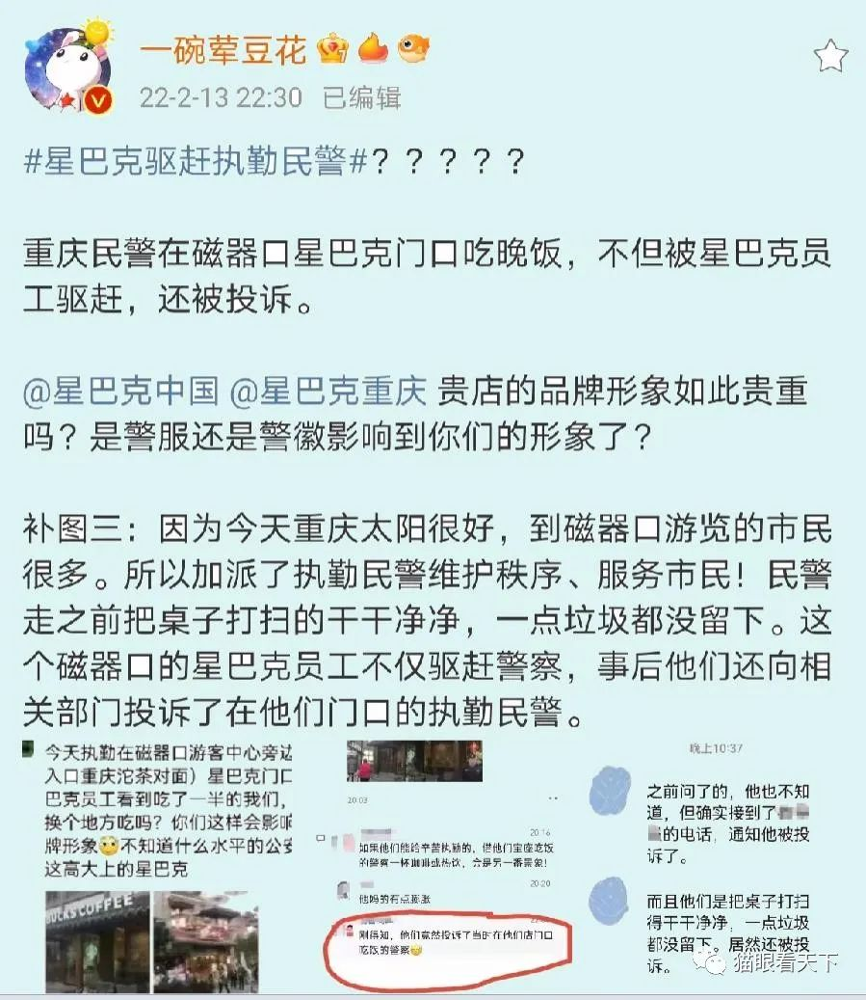 一碗荤豆花
22-2-13 22:30 已编辑
#星巴克驱赶执勤民警#？？？？？
重庆民警在磁器口星巴克门口吃晚饭，不但被星巴克员
工驱赶，还被投诉。
@星巴克中国 @星巴克重庆 贵店的品牌形象如此贵重
吗？是警服还是警徽影响到你们的形象了？
补图三：因为今天重庆太阳很好，到磁器口游览的市民
很多。所以加派了执勤民警维护秩序、服务市民！民警
走之前把桌子打扫的干干净净，一点垃圾都没留下。这
个磁器口的星巴克员工不仅驱赶警察，事后他们还向相
关部门投诉了在他们门口的执勤民警。
今天执勤在磁器口游客中心旁边
入口重庆沱茶对面）星巴克门口
巴克员工看到吃了一半的我们，
换个地方吃吗？你们这样会影响
牌形象 不知道什么水平的公安
这高大上的星巴克
BUCKS COFFEE
20:03
20:16
如果他们能给辛苦执勤的，借他们宝座吃饭
的警察一杯咖啡或热饮，会是另一番景象！
20:20
他妈的有点膨胀
刚得知，他们竟然投诉了当时在他们店门口
吃饭的警察
晚上10:37
之前问了的，他也不知
道，但确实接到了
的电话，通知他被投
诉了。
而且他们是把桌子打扫
得干干净净，一点垃圾
都没留下。居然还被投
诉。
猫眼看天下